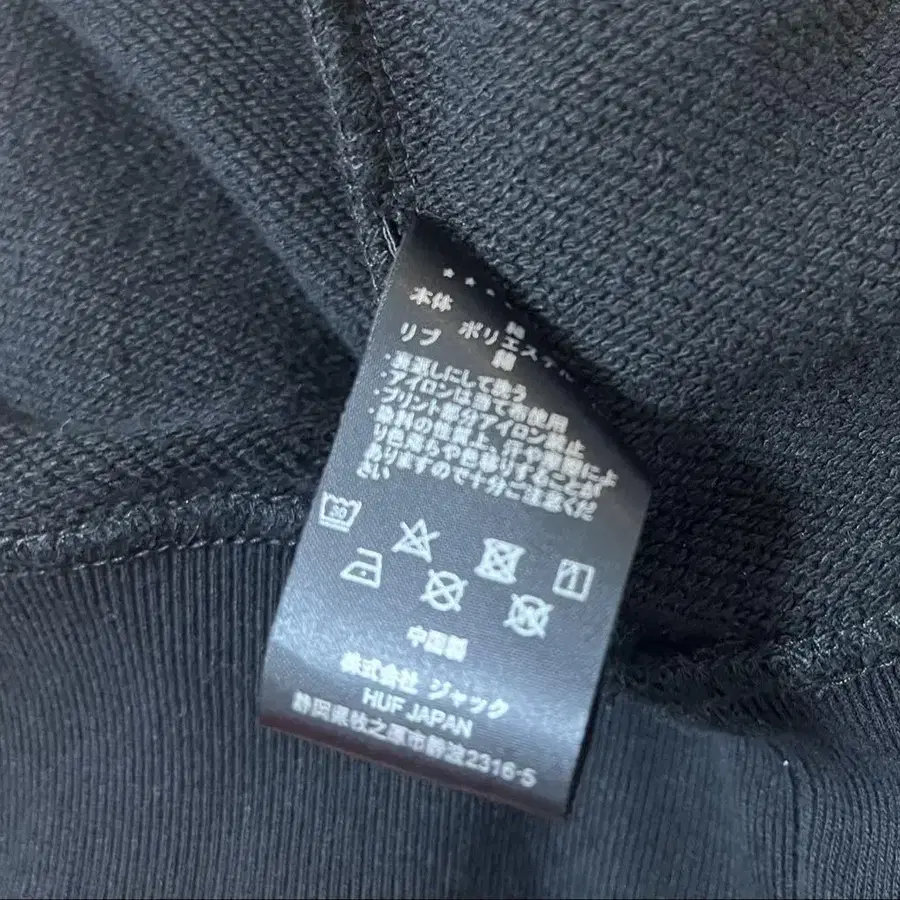 本体 綿
ポリエステル
リブ 綿
・裏返しにして洗う
・アイロンは当て布使用
・プリント部分アイロン禁止
・染料の性質上、汗や摩擦によ
り色落ちや色移りすることが
ありますので十分ご注意くだ
さい
30
中国製
株式会社 ジャック
HUF JAPAN
静岡県牧之原市静波2316-5